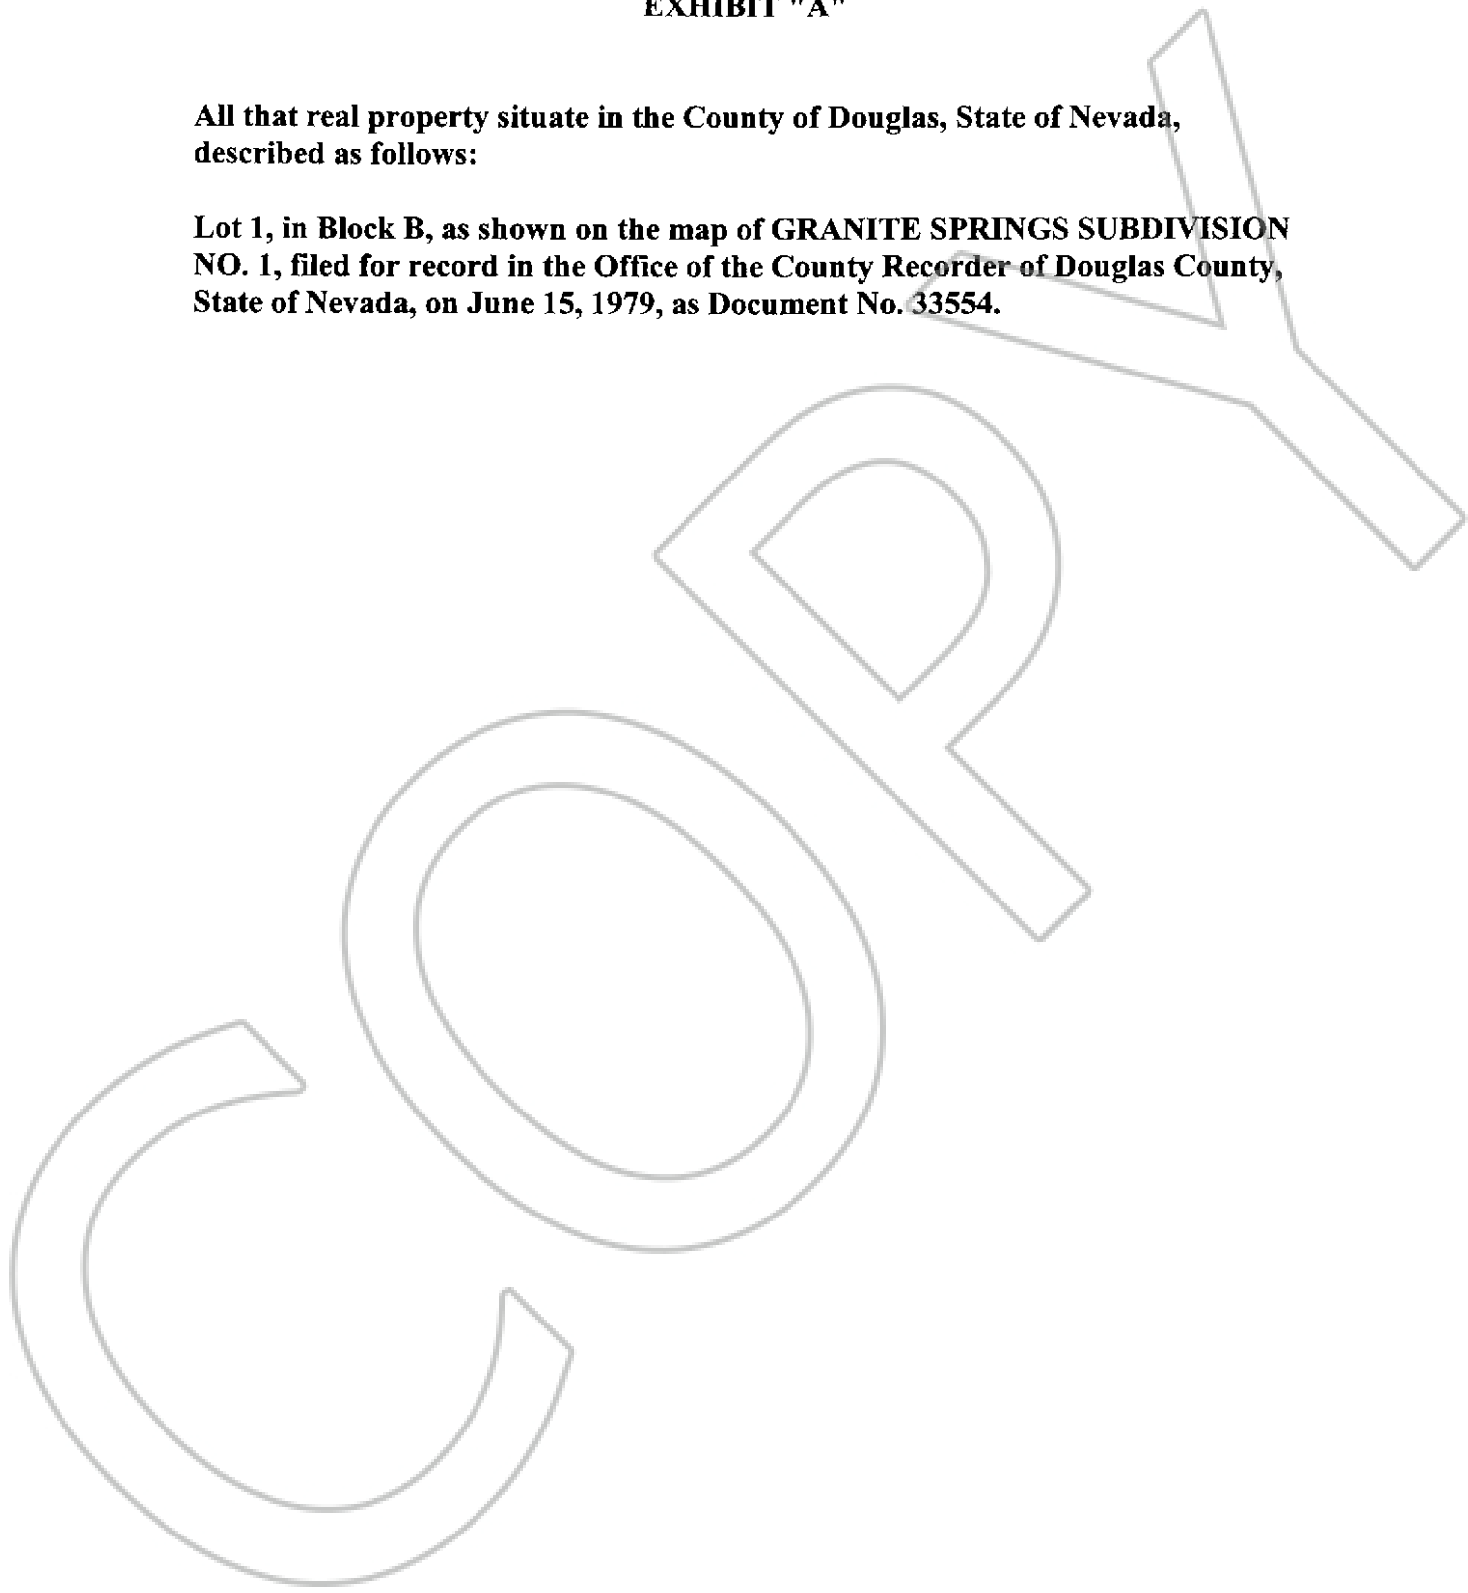 EXHIBIT "A"
All that real property situate in the County of Douglas, State of Nevada,
described as follows:
Lot 1, in Block B, as shown on the map of GRANITE SPRINGS SUBDIVISION
NO. 1, filed for record in the Office of the County Recorder of Douglas County,
State of Nevada, on June 15, 1979, as Document No. 33554.
COPY